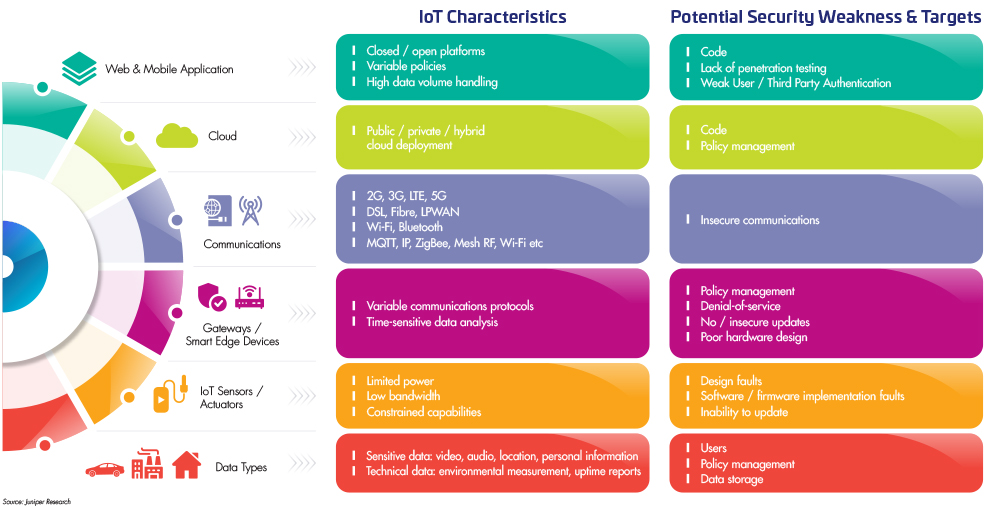 IoT Characteristics
Potential Security Weakness & Targets
Web & Mobile Application
Closed / open platforms
Variable policies
High data volume handling
Code
Lack of penetration testing
Weak User / Third Party Authentication
Cloud
Public / private / hybrid
cloud deployment
Code
Policy management
Communications
2G, 3G, LTE, 5G
DSL, Fibre, LPWAN
Wi-Fi, Bluetooth
MQTT, IP, ZigBee, Mesh RF, Wi-Fi etc
Insecure communications
Gateways /
Smart Edge Devices
Variable communications protocols
Time-sensitive data analysis
Policy management
Denial-of-service
No / insecure updates
Poor hardware design
IoT Sensors /
Actuators
Limited power
Low bandwidth
Constrained capabilities
Design faults
Software / firmware implementation faults
Inability to update
Data Types
Sensitive data: video, audio, location, personal information
Technical data: environmental measurement, uptime reports
Users
Policy management
Data storage
Source: Juniper Research